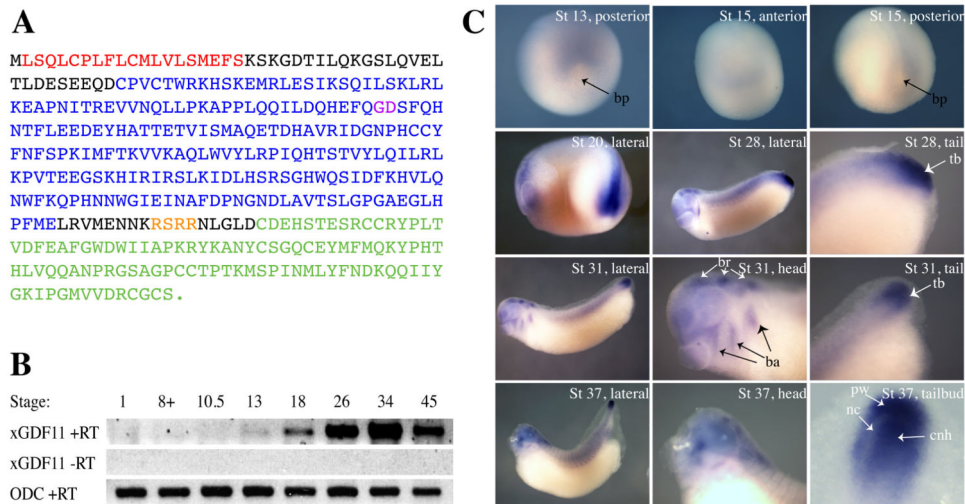 A
MLSQLCPLFLCMLVLSMEFSKSKGDTILQKGSLQVEL
TLDESEEQDCPVCTWRKHSKEMRLESIKSQILSKLRL
KEAPNITREVVNQLLPKAPPLQQILDQHEFQGDSFQH
NTFLEEDEYHATTETVISMAQETDHAVRIDGNPHCCY
FNFSPKIMFTKVVKAQLWVYLRPIQHTSTVYLQILRL
KPVTEEGSKHIRIRSLKIDLHSRSGHWQSIDFKHVLQ
NWFKQPHNNWGIEINAFDPNGNDLAVTSLGPGAEGLH
PFMELRVMENNKRSRRNLGLDCDEHSTESRCCRYPLT
VDFEAFGWDWIIAPKRYKANYCSGQCEYMFMQKYPHT
HLVQQANPRGSAGPCCTPTKMSPINMLYFNDKQQIIY
GKIPGMVVDRCGCS.
B
Stage: 1 8+ 10.5 13 18 26 34 45
xGDF11 +RT
xGDF11 -RT
ODC +RT
C
St 13, posterior
bp
St 15, anterior
St 15, posterior
bp
St 20, lateral
St 28, lateral
St 28, tail
tb
St 31, lateral
St 31, head
br
ba
St 31, tail
tb
St 37, lateral
St 37, head
St 37, tailbud
pw
nc
cnh